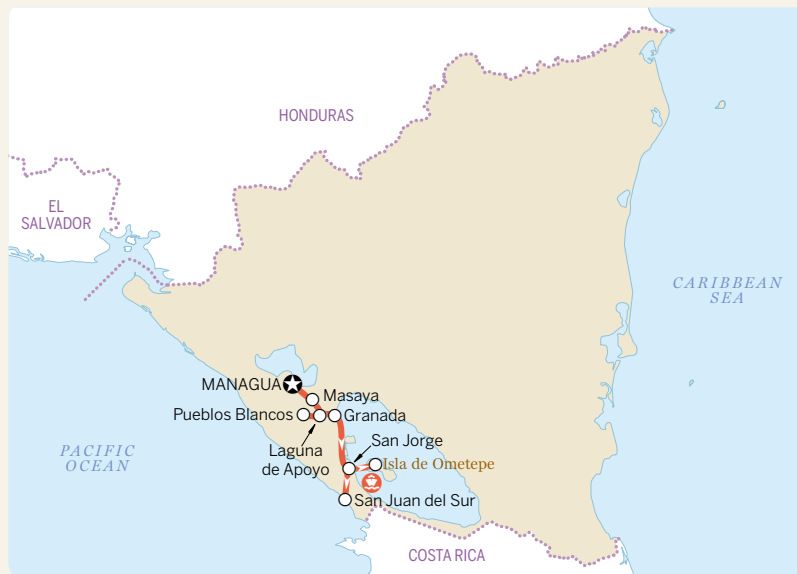 HONDURAS
EL
SALVADOR
CARIBBEAN
SEA
MANAGUA
Masaya
Pueblos Blancos
Granada
San Jorge
Laguna
de Apoyo
Isla de Ometepe
PACIFIC
OCEAN
San Juan del Sur
COSTA RICA